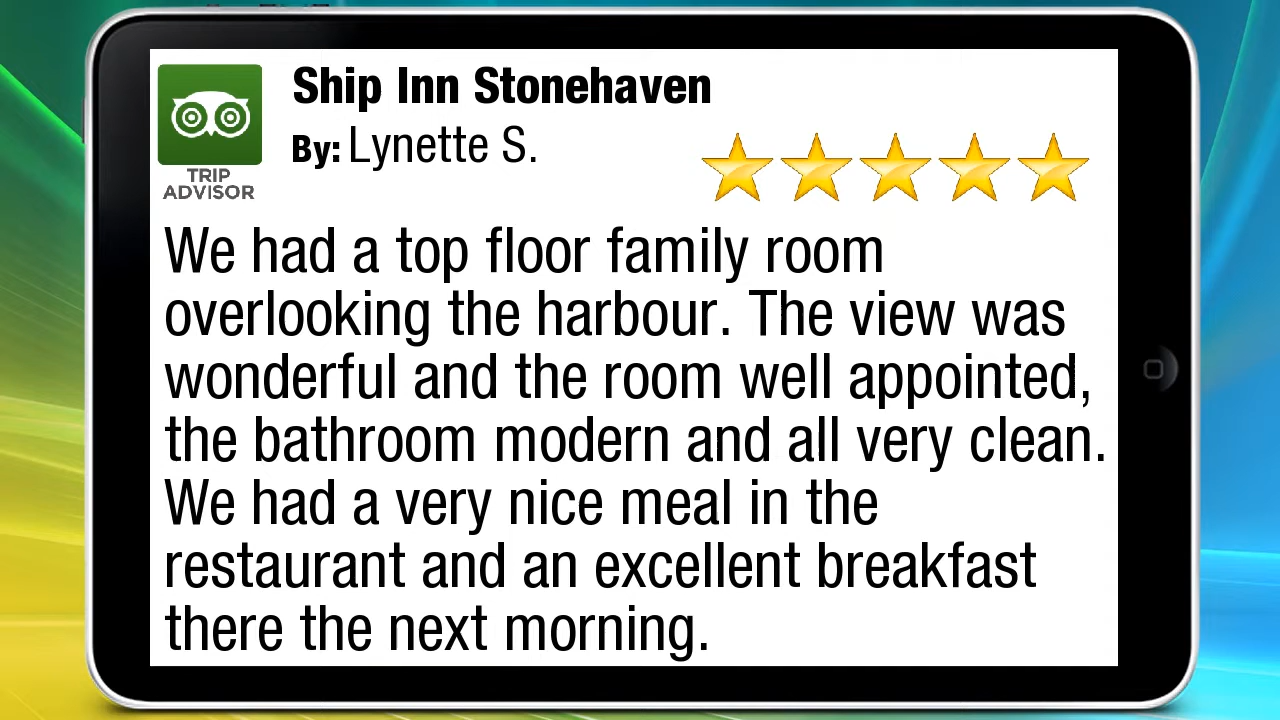 Ship Inn Stonehaven
By: Lynette S.
TRIP
ADVISOR
We had a top floor family room
overlooking the harbour. The view was
wonderful and the room well appointed,
the bathroom modern and all very clean.
We had a very nice meal in the
restaurant and an excellent breakfast
there the next morning.